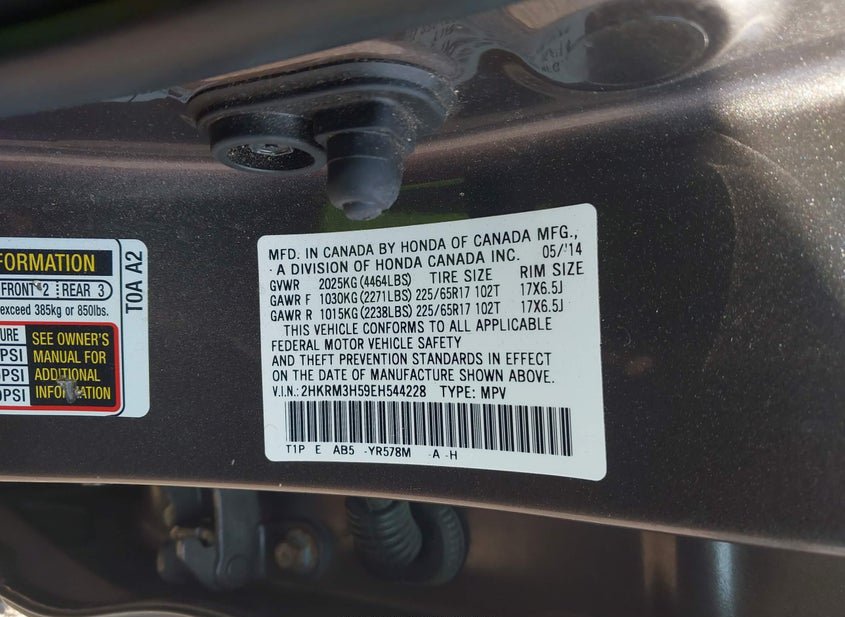 FORMATION
FRONT 2 REAR 3
exceed 385kg or 850lbs.
SEE OWNER'S
PSI MANUAL FOR
PSI ADDITIONAL
PSI INFORMATION
TOA A2
MFD. IN CANADA BY HONDA OF CANADA MFG.,
A DIVISION OF HONDA CANADA INC. 05/'14
GVWR 2025KG (4464LBS) TIRE SIZE RIM SIZE
GAWR F 1030KG (2271LBS) 225/65R17 102T 17X6.5J
GAWR R 1015KG (2238LBS) 225/65R17 102T 17X6.5J
THIS VEHICLE CONFORMS TO ALL APPLICABLE
FEDERAL MOTOR VEHICLE SAFETY
AND THEFT PREVENTION STANDARDS IN EFFECT
ON THE DATE OF MANUFACTURE SHOWN ABOVE.
V.I.N.: 2HKRM3H59EH544228 TYPE: MPV
T1P E AB5 -YR578M -A -H